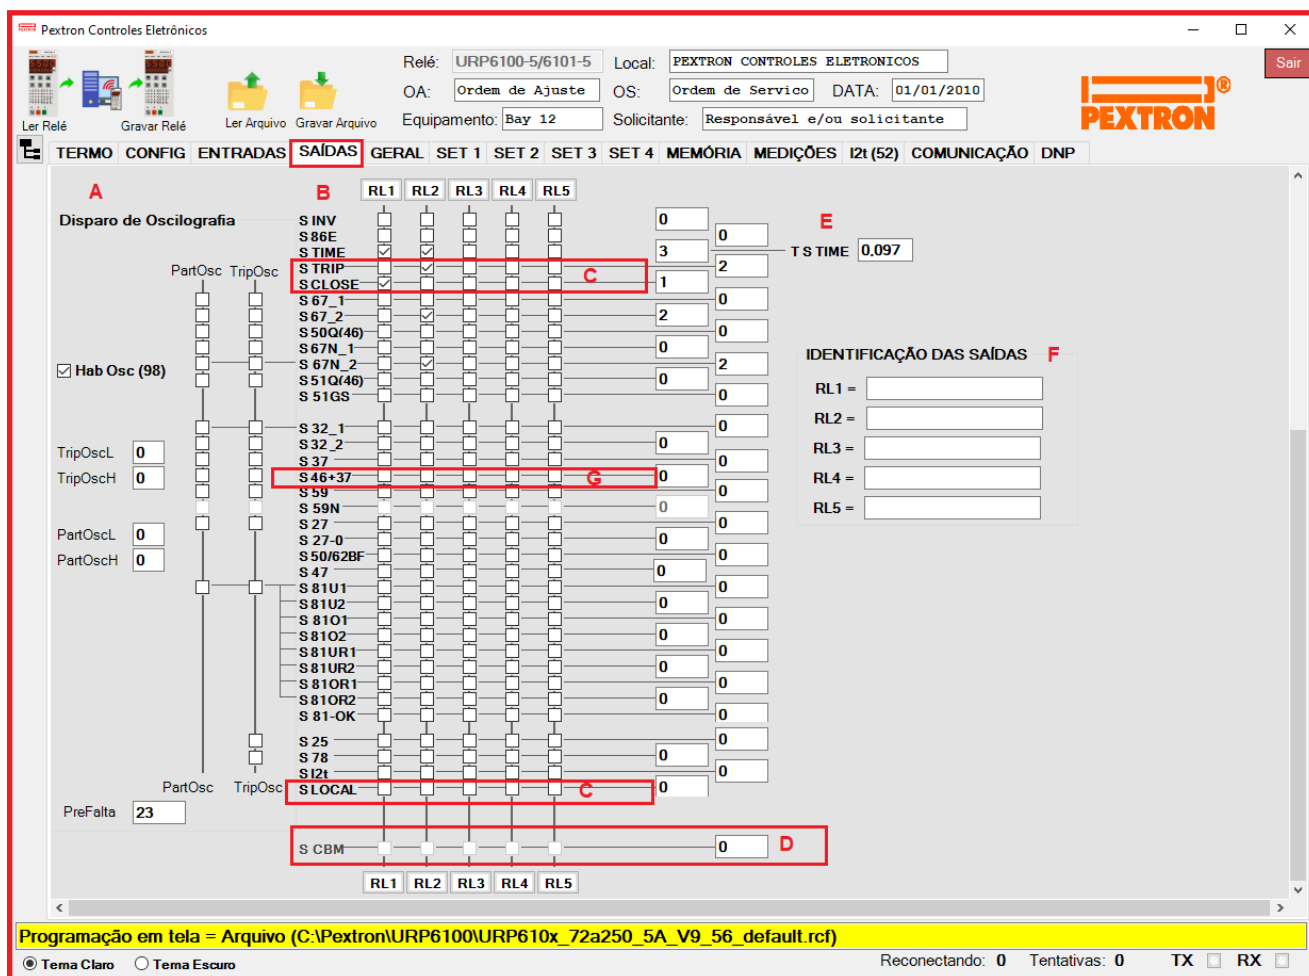 Pextron Controles Eletrônicos
Relé: URP6100-5/6101-5 Local: PEXTRON CONTROLES ELETRONICOS
Sair
OA: Ordem de Ajuste OS: Ordem de Servico DATA: 01/01/2010
Equipamento: Bay 12 Solicitante: Responsável e/ou solicitante
PEXTRON®
Ler Relé Gravar Relé Ler Arquivo Gravar Arquivo
TERMO CONFIG ENTRADAS SAÍDAS GERAL SET 1 SET 2 SET 3 SET 4 MEMÓRIA MEDIÇÕES I2t (52) COMUNICAÇÃO DNP
A B RL1 RL2 RL3 RL4 RL5
Disparo de Oscilografia
S INV 0 E
S 86E 0
S TIME 3 T S TIME 0,097
PartOsc TripOsc
S TRIP C 2
S CLOSE 1
S 67_1 0
S 67_2 2
S 50Q(46) 0
S 67N_1 0
IDENTIFICAÇÃO DAS SAÍDAS F
S 67N_2 2
Hab Osc (98)
S 51Q(46) 0
RL1 =
S 51GS 0
RL2 =
S 32_1 0
S 32_2 0
RL3 =
TripOscL 0
S 37 0
TripOscH 0
S 46+37 G 0
RL4 =
S 59 0
S 59N 0
RL5 =
S 27 0
PartOscL 0
S 27-0 0
S 50/62BF 0
PartOscH 0
S 47 0
S 81U1 0
S 81U2 0
S 81O1 0
S 81O2 0
S 81UR1 0
S 81UR2 0
S 81OR1 0
S 81OR2 0
S 81-OK 0
S 25 0
S 78 0
S I2t 0
PartOsc TripOsc
S LOCAL C 0
PreFalta 23
S CBM 0 D
RL1 RL2 RL3 RL4 RL5
Programação em tela = Arquivo (C:\Pextron\URP6100\URP610x_72a250_5A_V9_56_default.rcf)
Tema Claro Tema Escuro Reconectando: 0 Tentativas: 0 TX RX